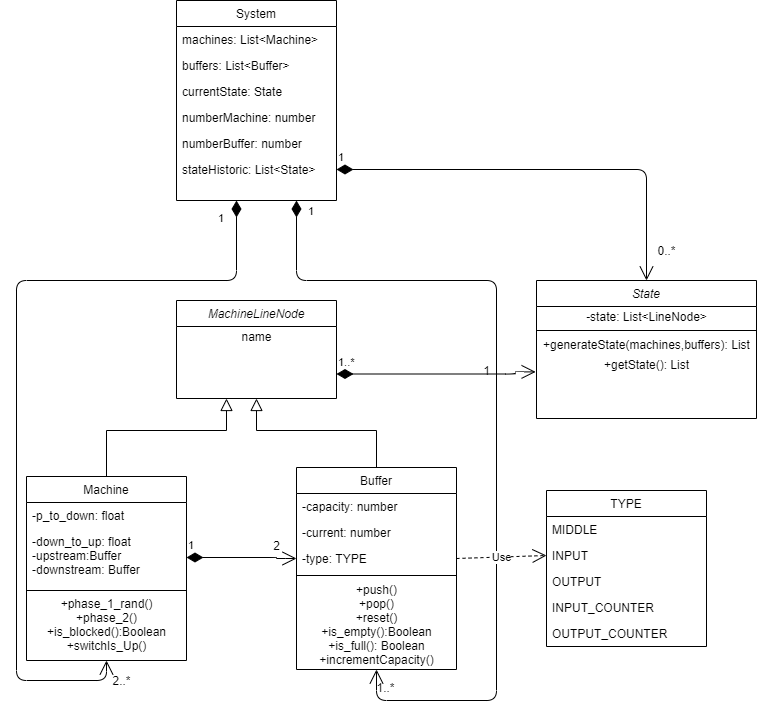 System
machines: List<Machine>
buffers: List<Buffer>
currentState: State
numberMachine: number
numberBuffer: number
stateHistoric: List<State>
1
1
1
0..*
MachineLineNode
name
1..*
1
State
-state: List<LineNode>
+generateState(machines,buffers): List
+getState(): List
Machine
-p_to_down: float
-down_to_up: float
-upstream:Buffer
-downstream: Buffer
+phase_1_rand()
+phase_2()
+is_blocked():Boolean
+switchIs_Up()
2..*
1
2
Buffer
-capacity: number
-current: number
-type: TYPE
+push()
+pop()
+reset()
+is_empty():Boolean
+is_full(): Boolean
+incrementCapacity()
1..*
Use
TYPE
MIDDLE
INPUT
OUTPUT
INPUT_COUNTER
OUTPUT_COUNTER